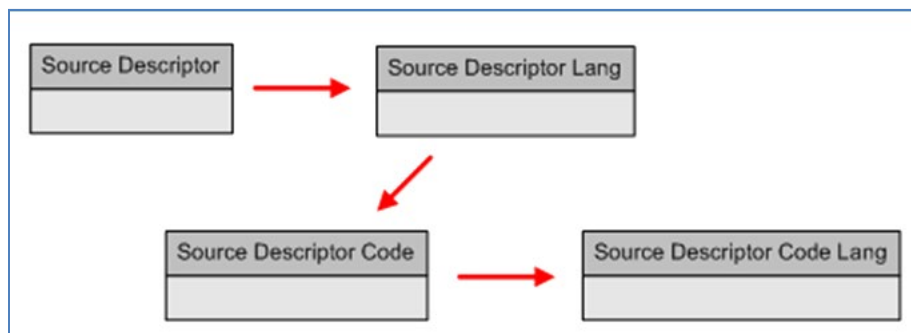 Source Descriptor
Source Descriptor Lang
Source Descriptor Code
Source Descriptor Code Lang